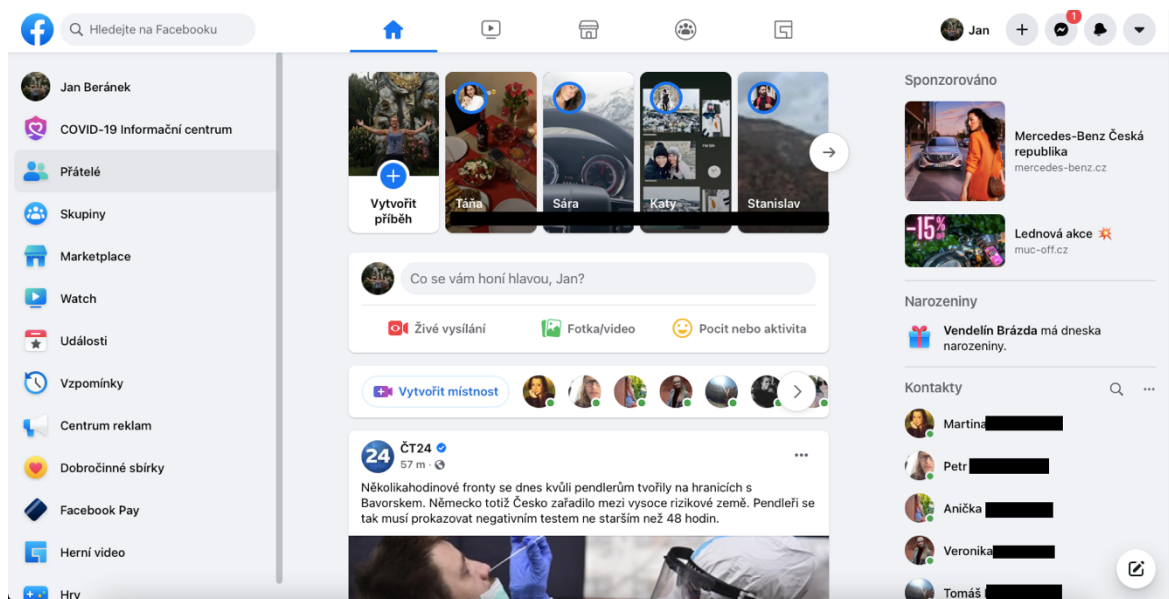 Hledejte na Facebooku
Jan
1
Jan Beránek
COVID-19 Informační centrum
Přátelé
Skupiny
Marketplace
Watch
Události
Vzpomínky
Centrum reklam
Dobročinné sbírky
Facebook Pay
Herní video
Hry
Vytvořit
příběh
Táňa
Sára
Katy
Stanislav
Co se vám honí hlavou, Jan?
Živé vysílání
Fotka/video
Pocit nebo aktivita
Vytvořit místnost
24
ČT24
57 m ·
Několikahodinové fronty se dnes kvůli pendlerům tvořily na hranicích s
Bavorskem. Německo totiž Česko zařadilo mezi vysoce rizikové země. Pendleři se
tak musí prokazovat negativním testem ne starším než 48 hodin.
Sponzorováno
Mercedes-Benz Česká
republika
mercedes-benz.cz
-15%
Lednová akce
muc-off.cz
Narozeniny
Vendelín Brázda má dneska
narozeniny.
Kontakty
Martina
Petr
Anička
Veronika
Tomáš